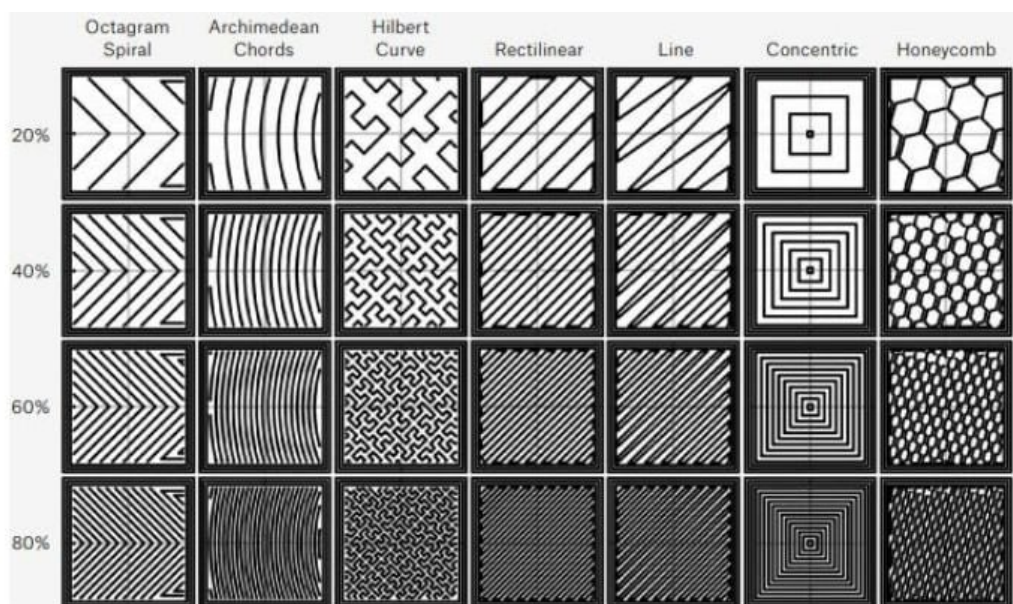 Octagram
Spiral
Archimedean
Chords
Hilbert
Curve
Rectilinear
Line
Concentric
Honeycomb
20%
40%
60%
80%